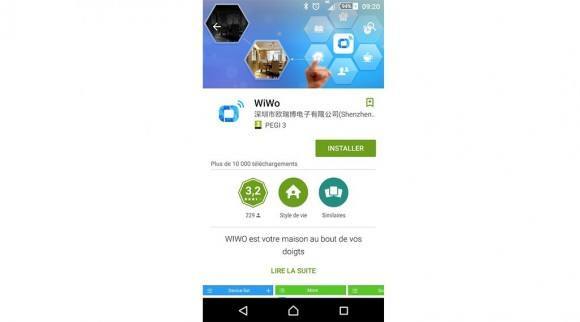 94% 09:20
WiWo
深圳市欧瑞博电子有限公司(Shenzhen.
PEGI 3
INSTALLER
Plus de 10 000 téléchargements
3,2
229
Style de vie
Similaires
WIWO est votre maison au bout de vos
doigts
LIRE LA SUITE
Device list
More